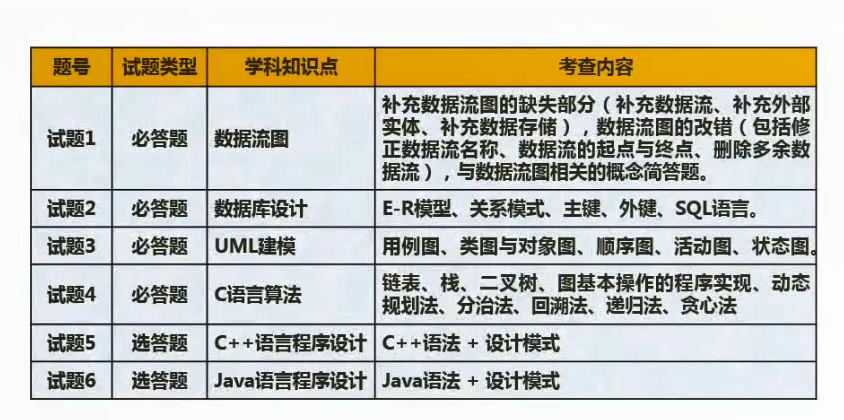 题号 试题类型 学科知识点 考查内容
试题1 必答题 数据流图 补充数据流图的缺失部分（补充数据流、补充外部
实体、补充数据存储），数据流图的改错（包括修
正数据流名称、数据流的起点与终点、删除多余数
据流），与数据流图相关的概念简答题。
试题2 必答题 数据库设计 E-R模型、关系模式、主键、外键、SQL语言。
试题3 必答题 UML建模 用例图、类图与对象图、顺序图、活动图、状态图。
试题4 必答题 C语言算法 链表、栈、二叉树、图基本操作的程序实现、动态
规划法、分治法、回溯法、递归法、贪心法
试题5 选答题 C++语言程序设计 C++语法 + 设计模式
试题6 选答题 Java语言程序设计 Java语法 + 设计模式